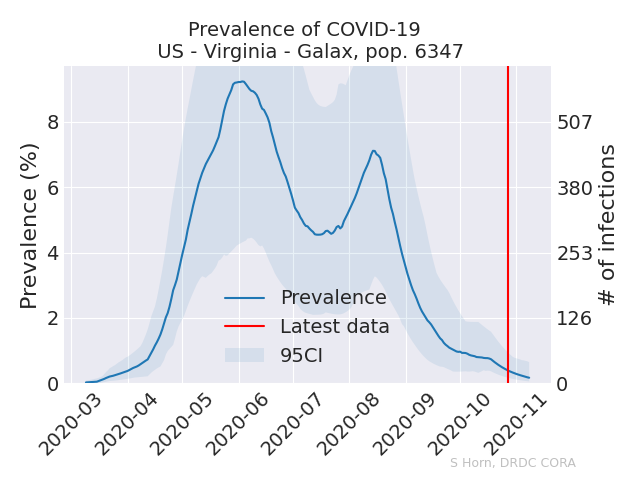 Prevalence of COVID-19
US - Virginia - Galax, pop. 6347
Prevalence (%)
8
6
4
2
0
507
380
253
126
0
# of infections
Prevalence
Latest data
95CI
2020-03
2020-04
2020-05
2020-06
2020-07
2020-08
2020-09
2020-10
2020-11
S Horn, DRDC CORA